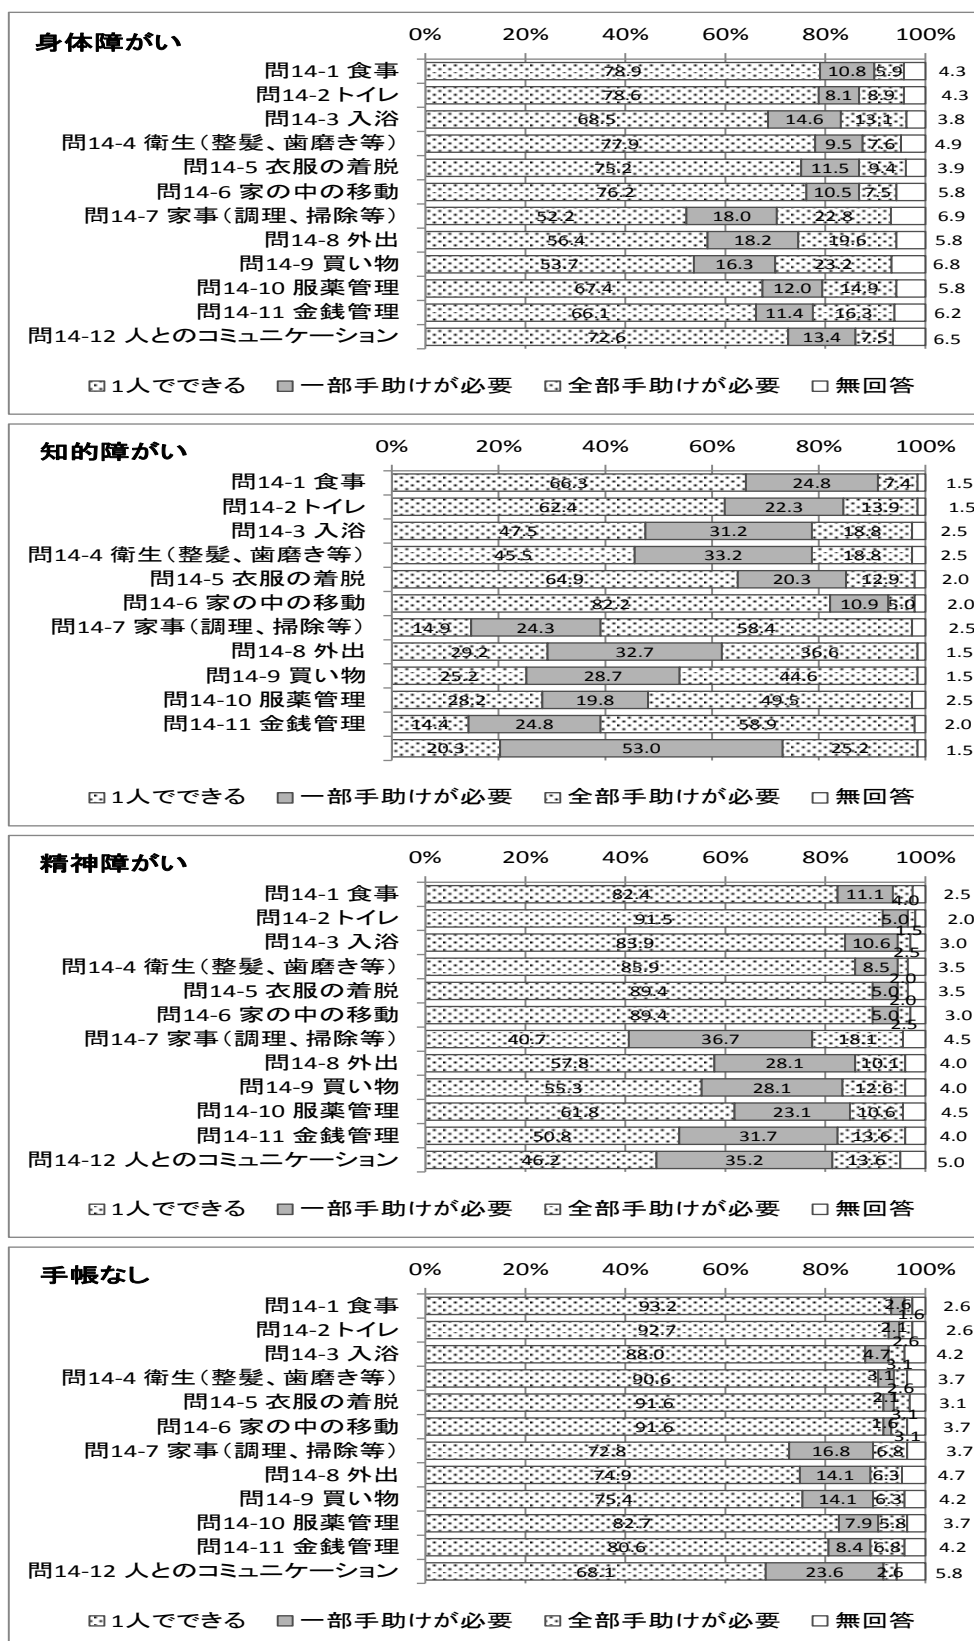 身体障がい
0% 20% 40% 60% 80% 100%
問14-1 食事 78.9 10.8 5.9 4.3
問14-2 トイレ 78.6 8.1 8.9 4.3
問14-3 入浴 68.5 14.6 13.1 3.8
問14-4 衛生(整髪、歯磨き等) 77.9 9.5 7.6 4.9
問14-5 衣服の着脱 75.2 11.5 9.4 3.9
問14-6 家の中の移動 76.2 10.5 7.5 5.8
問14-7 家事(調理、掃除等) 52.2 18.0 22.8 6.9
問14-8 外出 56.4 18.2 19.6 5.8
問14-9 買い物 53.7 16.3 23.2 6.8
問14-10 服薬管理 67.4 12.0 14.9 5.8
問14-11 金銭管理 66.1 11.4 16.3 6.2
問14-12 人とのコミュニケーション 72.6 13.4 7.5 6.5
1人でできる 一部手助けが必要 全部手助けが必要 無回答
知的障がい
0% 20% 40% 60% 80% 100%
問14-1 食事 66.3 24.8 7.4 1.5
問14-2 トイレ 62.4 22.3 13.9 1.5
問14-3 入浴 47.5 31.2 18.8 2.5
問14-4 衛生(整髪、歯磨き等) 45.5 33.2 18.8 2.5
問14-5 衣服の着脱 64.9 20.3 12.9 2.0
問14-6 家の中の移動 82.2 10.9 5.0 2.0
問14-7 家事(調理、掃除等) 14.9 24.3 58.4 2.5
問14-8 外出 29.2 32.7 36.6 1.5
問14-9 買い物 25.2 28.7 44.6 1.5
問14-10 服薬管理 28.2 19.8 49.5 2.5
問14-11 金銭管理 14.4 24.8 58.9 2.0
20.3 53.0 25.2 1.5
1人でできる 一部手助けが必要 全部手助けが必要 無回答
精神障がい
0% 20% 40% 60% 80% 100%
問14-1 食事 82.4 11.1 4.0 2.5
問14-2 トイレ 91.5 5.0 1.5 2.0
問14-3 入浴 83.9 10.6 2.5 3.0
問14-4 衛生(整髪、歯磨き等) 85.9 8.5 2.0 3.5
問14-5 衣服の着脱 89.4 5.0 2.0 3.5
問14-6 家の中の移動 89.4 5.0 2.5 3.0
問14-7 家事(調理、掃除等) 40.7 36.7 18.1 4.5
問14-8 外出 57.8 28.1 10.1 4.0
問14-9 買い物 55.3 28.1 12.6 4.0
問14-10 服薬管理 61.8 23.1 10.6 4.5
問14-11 金銭管理 50.8 31.7 13.6 4.0
問14-12 人とのコミュニケーション 46.2 35.2 13.6 5.0
1人でできる 一部手助けが必要 全部手助けが必要 無回答
手帳なし
0% 20% 40% 60% 80% 100%
問14-1 食事 93.2 2.6 1.6 2.6
問14-2 トイレ 92.7 2.1 2.6 2.6
問14-3 入浴 88.0 4.7 3.1 4.2
問14-4 衛生(整髪、歯磨き等) 90.6 3.1 2.6 3.7
問14-5 衣服の着脱 91.6 2.1 3.1 3.1
問14-6 家の中の移動 91.6 1.6 3.1 3.7
問14-7 家事(調理、掃除等) 72.8 16.8 6.8 3.7
問14-8 外出 74.9 14.1 6.3 4.7
問14-9 買い物 75.4 14.1 6.3 4.2
問14-10 服薬管理 82.7 7.9 5.8 3.7
問14-11 金銭管理 80.6 8.4 6.8 4.2
問14-12 人とのコミュニケーション 68.1 23.6 2.6 5.8
1人でできる 一部手助けが必要 全部手助けが必要 無回答